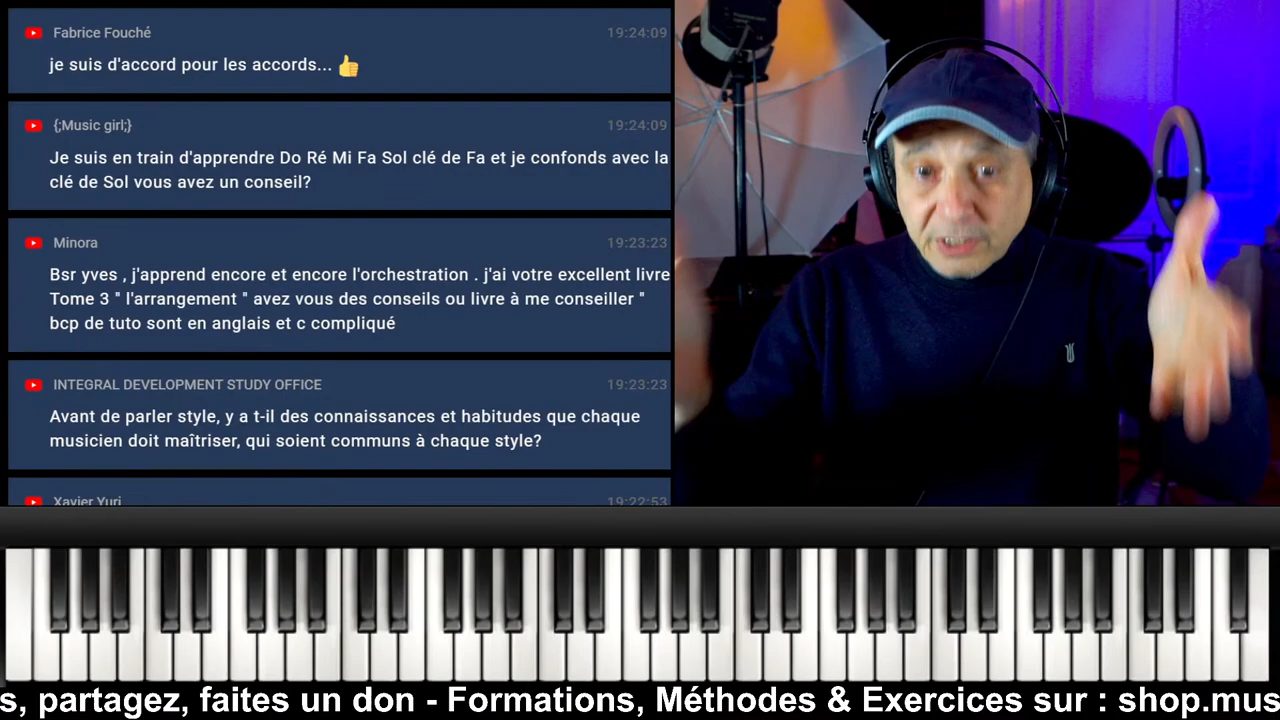 Fabrice Fouché 19:24:09
je suis d'accord pour les accords... 👍
{;Music girl;} 19:24:09
Je suis en train d'apprendre Do Ré Mi Fa Sol clé de Fa et je confonds avec la
clé de Sol vous avez un conseil?
Minora 19:23:23
Bsr yves , j'apprend encore et encore l'orchestration . j'ai votre excellent livre
Tome 3 " l'arrangement " avez vous des conseils ou livre à me conseiller "
bcp de tuto sont en anglais et c compliqué
INTEGRAL DEVELOPMENT STUDY OFFICE 19:23:23
Avant de parler style, y a t-il des connaissances et habitudes que chaque
musicien doit maîtriser, qui soient communs à chaque style?
Xavier Yuri 19:22:53
s, partagez, faites un don - Formations, Méthodes & Exercices sur : shop.mus